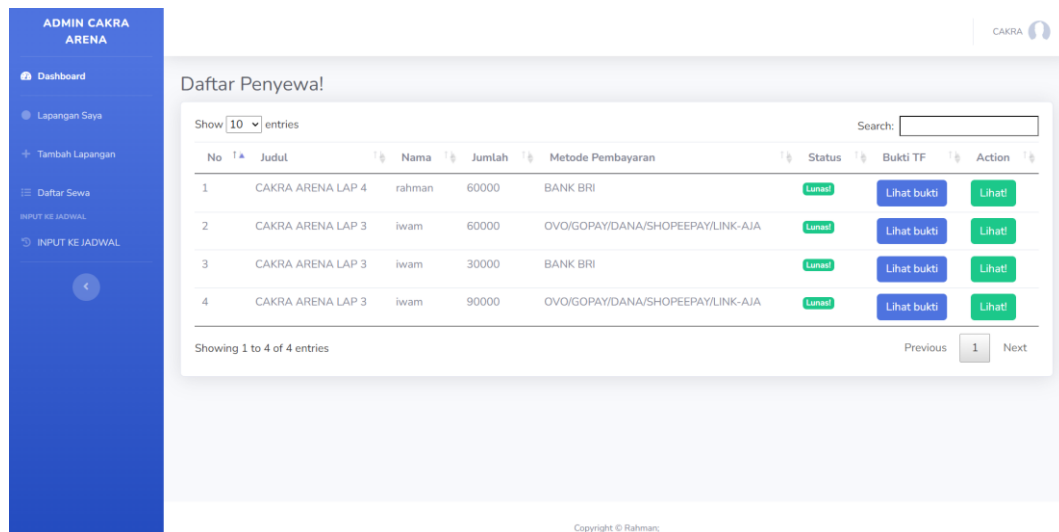 ADMIN CAKRA
ARENA
CAKRA
Dashboard
Lapangan Saya
Tambah Lapangan
Daftar Sewa
INPUT KE JADWAL
INPUT KE JADWAL
Daftar Penyewa!
Show 10 entries
Search:
No Judul Nama Jumlah Metode Pembayaran Status Bukti TF Action
1 CAKRA ARENA LAP 4 rahman 60000 BANK BRI Lunas! Lihat bukti Lihat!
2 CAKRA ARENA LAP 3 iwam 60000 OVO/GOPAY/DANA/SHOPEEPAY/LINK-AJA Lunas! Lihat bukti Lihat!
3 CAKRA ARENA LAP 3 iwam 30000 BANK BRI Lunas! Lihat bukti Lihat!
4 CAKRA ARENA LAP 3 iwam 90000 OVO/GOPAY/DANA/SHOPEEPAY/LINK-AJA Lunas! Lihat bukti Lihat!
Showing 1 to 4 of 4 entries
Previous 1 Next
Copyright © Rahman;